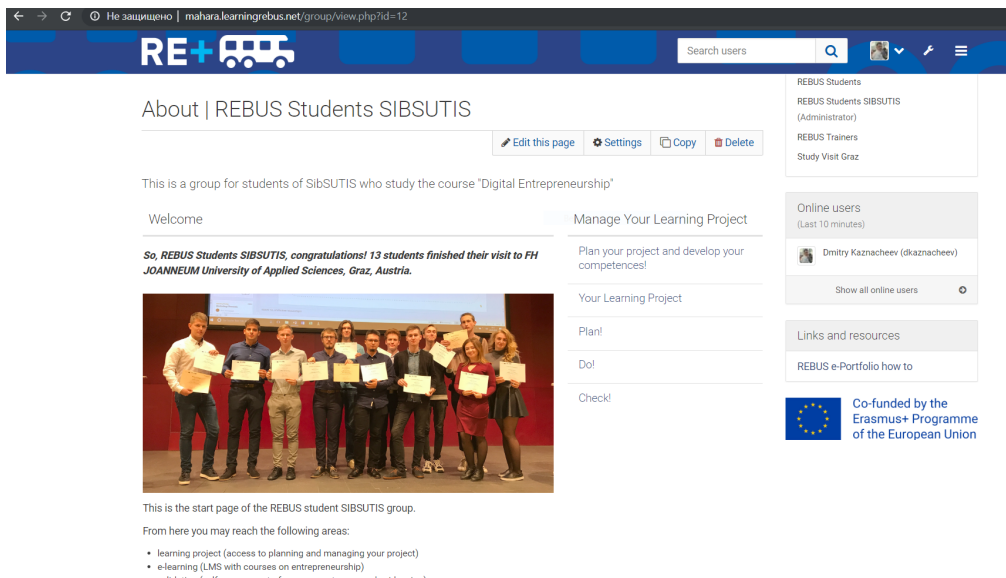 Не защищено | mahara.learningrebus.net/group/view.php?id=12
RE+
Search users
About | REBUS Students SIBSUTIS
Edit this page
Settings
Copy
Delete
This is a group for students of SibSUTIS who study the course "Digital Entrepreneurship"
Welcome
So, REBUS Students SIBSUTIS, congratulations! 13 students finished their visit to FH
JOANNEUM University of Applied Sciences, Graz, Austria.
This is the start page of the REBUS student SIBSUTIS group.
From here you may reach the following areas:
• learning project (access to planning and managing your project)
• e-learning (LMS with courses on entrepreneurship)
Manage Your Learning Project
Plan your project and develop your
competences!
Your Learning Project
Plan!
Do!
Check!
REBUS Students
REBUS Students SIBSUTIS
(Administrator)
REBUS Trainers
Study Visit Graz
Online users
(Last 10 minutes)
Dmitry Kaznacheev (dkaznacheev)
Show all online users
Links and resources
REBUS e-Portfolio how to
Co-funded by the
Erasmus+ Programme
of the European Union